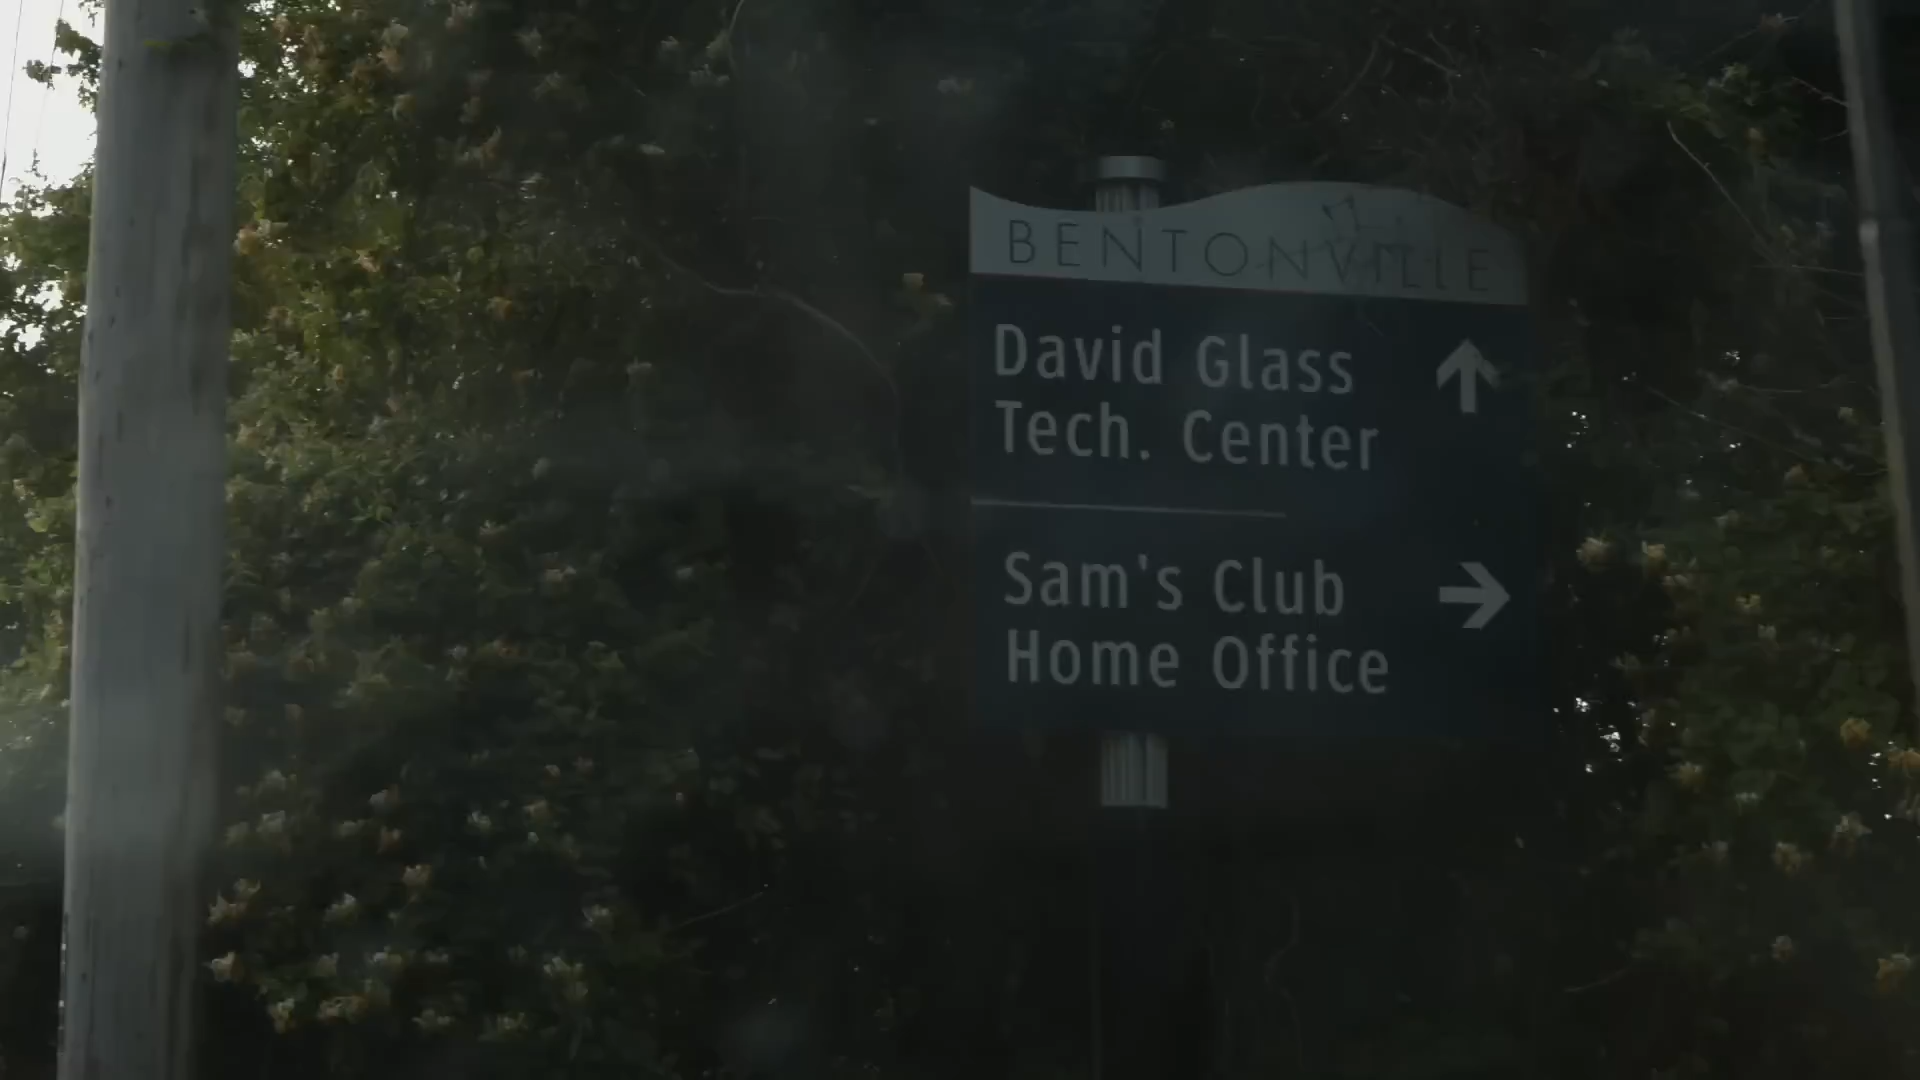 BENTONVILLE
David Glass
Tech. Center
Sam's Club
Home Office